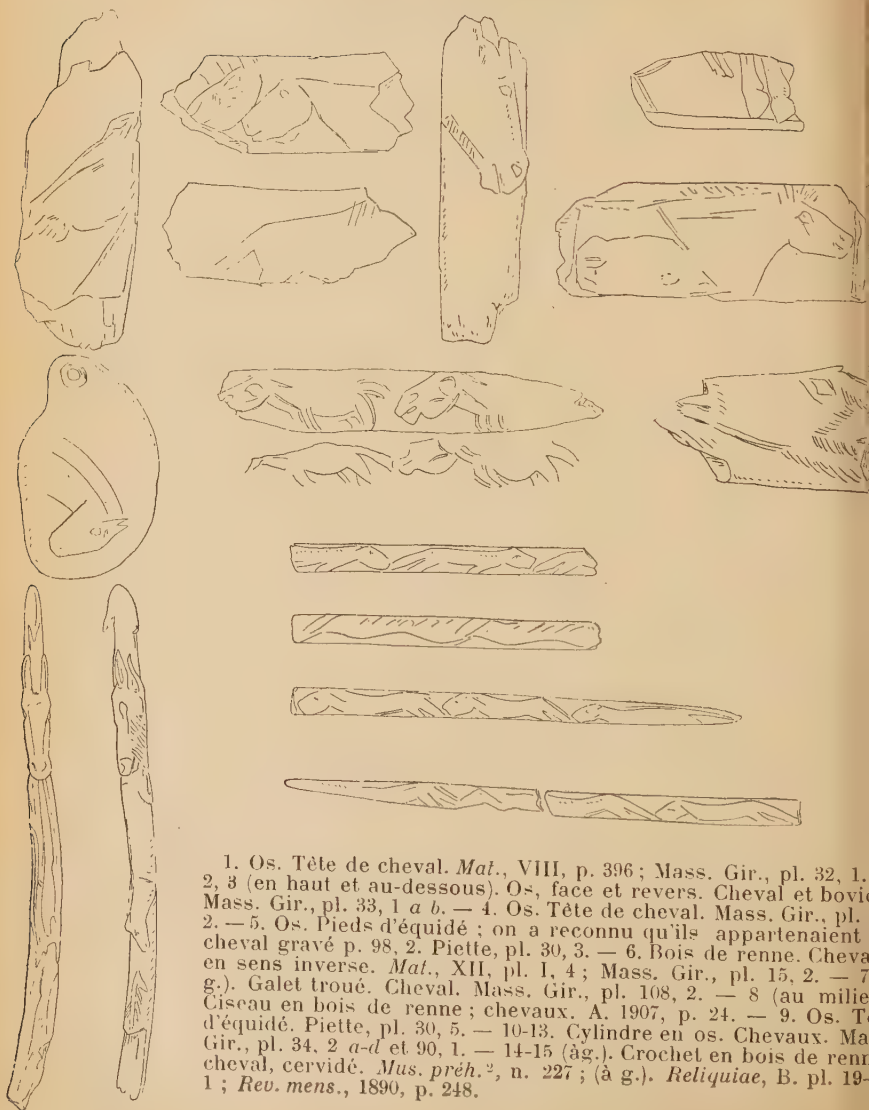 1. Os. Tête de cheval. Mat., VIII, p. 396 ; Mass. Gir., pl. 32, 1.
2, 3 (en haut et au-dessous). Os, face et revers. Cheval et bovi
Mass. Gir., pl. 33, 1 a b. — 4. Os. Tête de cheval. Mass. Gir., pl.
2. — 5. Os. Pieds d'équidé ; on a reconnu qu'ils appartenaient
cheval gravé p. 98, 2. Piette, pl. 30, 3. — 6. Bois de renne. Cheva
en sens inverse. Mat., XII, pl. I, 4 ; Mass. Gir., pl. 15, 2. — 7
g.). Galet troué. Cheval. Mass. Gir., pl. 108, 2. — 8 (au milie
Ciseau en bois de renne ; chevaux. A. 1907, p. 24. — 9. Os. T
d'équidé. Piette, pl. 30, 5. — 10-13. Cylindre en os. Chevaux. Ma
Gir., pl. 34, 2 a-d et 90, 1. — 14-15 (àg.). Crochet en bois de renn
cheval, cervidé. Mus. préh.², n. 227 ; (à g.). Reliquiae, B. pl. 19-
1 ; Rev. mens., 1890, p. 248.